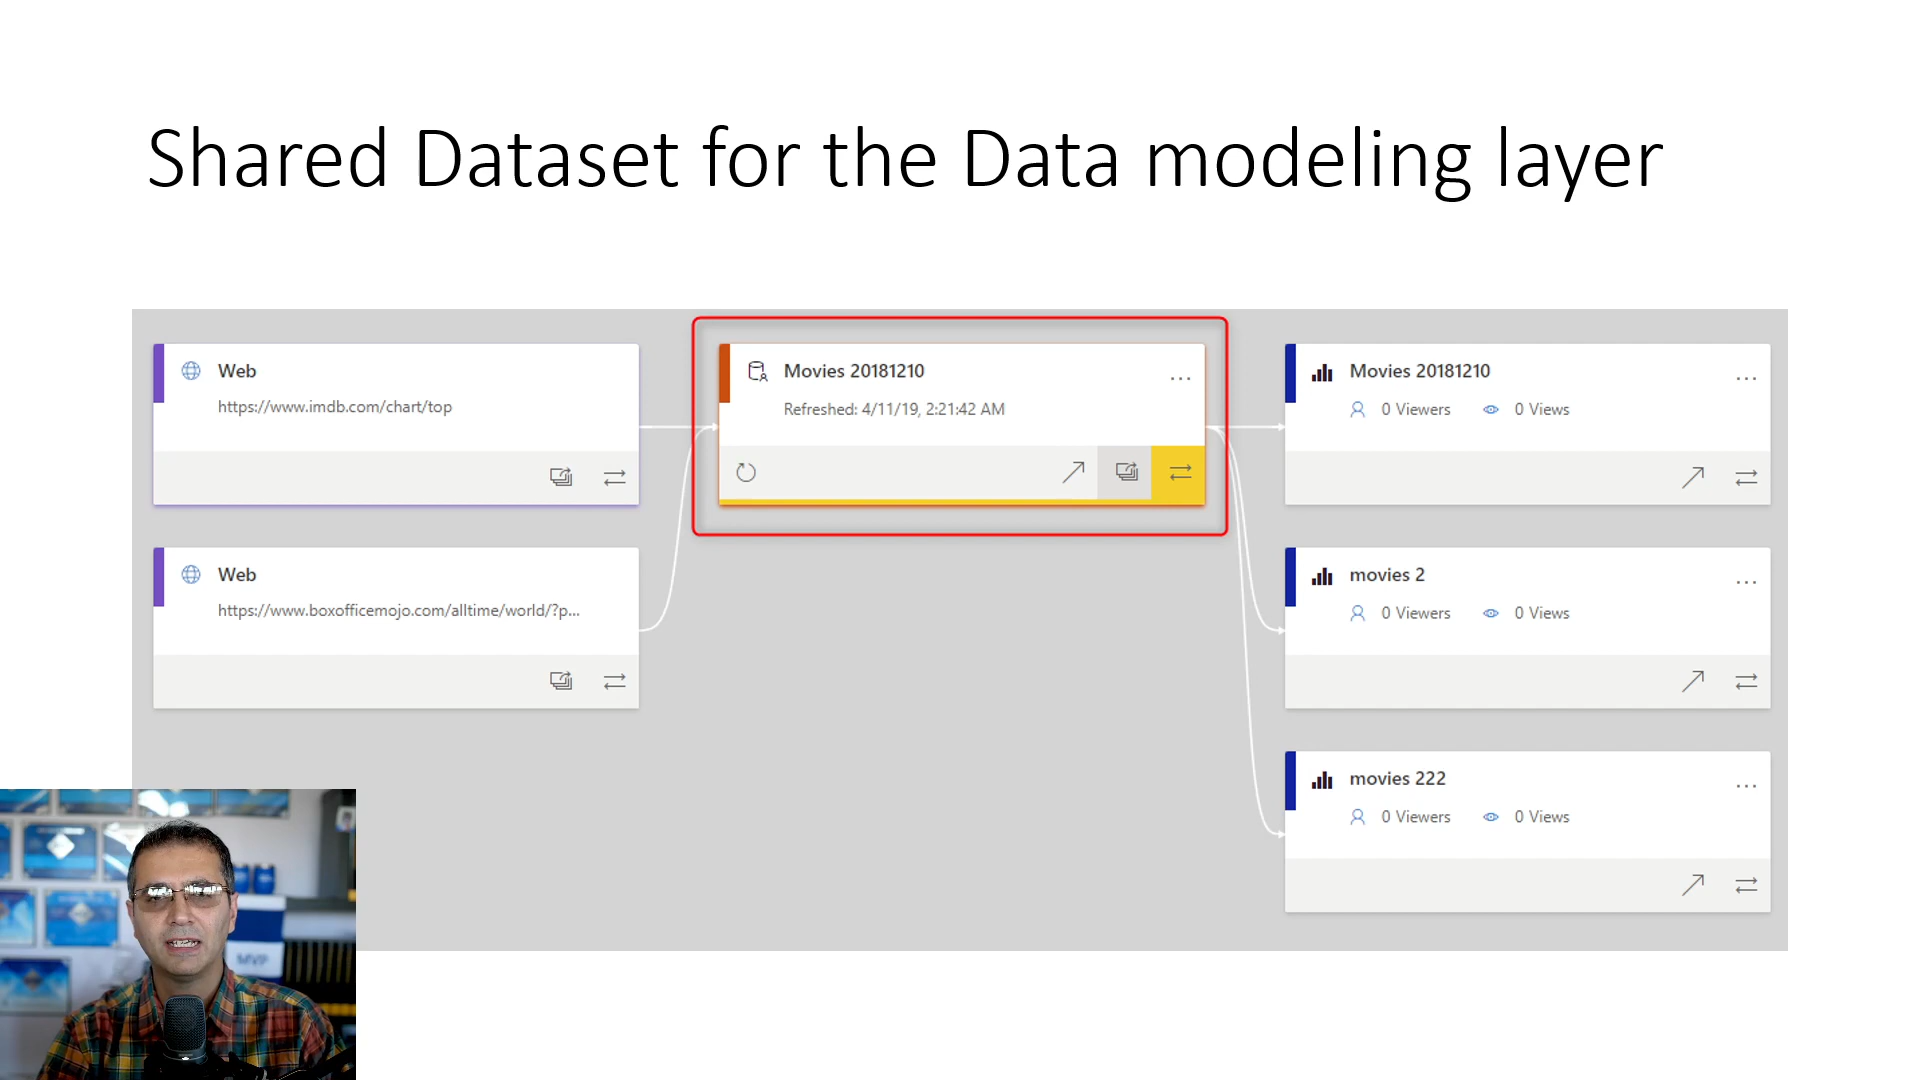 Shared Dataset for the Data modeling layer
Web
https://www.imdb.com/chart/top
Web
https://www.boxofficemojo.com/alltime/world/?p...
Movies 20181210
Refreshed: 4/11/19, 2:21:42 AM
Movies 20181210
0 Viewers 0 Views
movies 2
0 Viewers 0 Views
movies 222
0 Viewers 0 Views
MVP